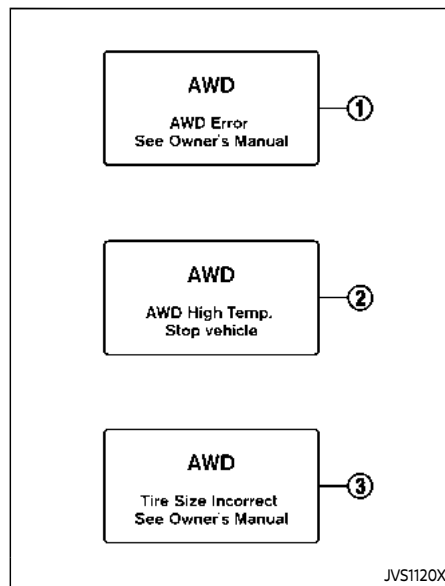 AWD
AWD Error
See Owner's Manual
1
AWD
AWD High Temp.
Stop vehicle
2
AWD
Tire Size Incorrect
See Owner's Manual
3
JVS1120X